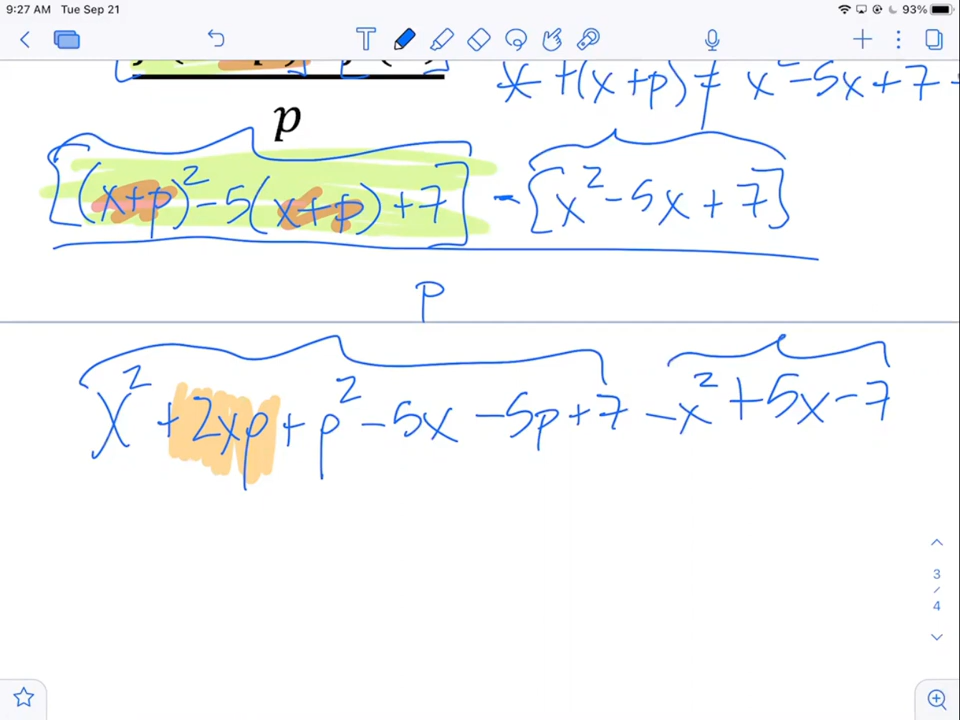 9:27 AM Tue Sep 21 93%
T
x + (x + p) ≠ x² - 5x + 7
p
[(x+p)² - 5(x+p) + 7] - [x² - 5x + 7]
p
x² + 2xp + p² - 5x - 5p + 7 - x² + 5x - 7
3
/
4